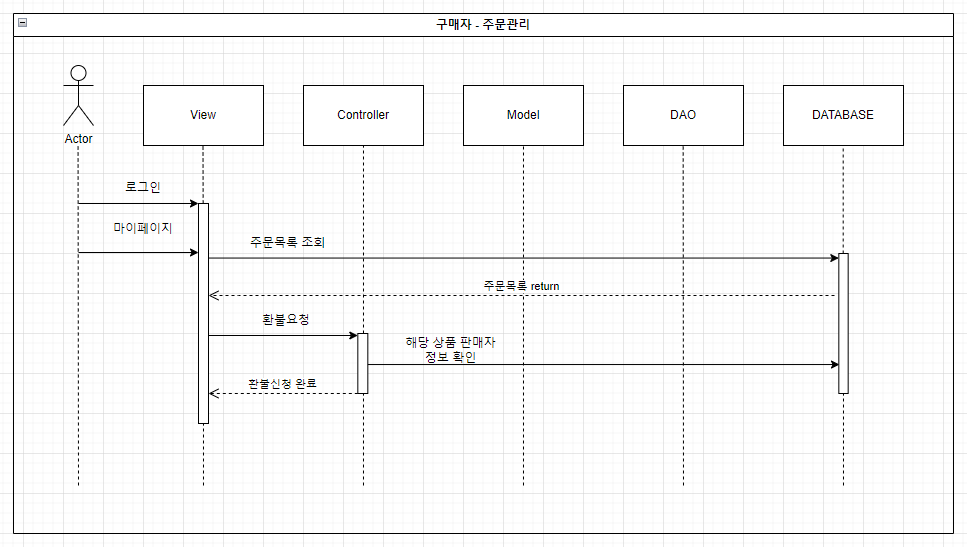 구매자 - 주문관리
Actor
View
Controller
Model
DAO
DATABASE
로그인
마이페이지
주문목록 조회
주문목록 return
환불요청
해당 상품 판매자
정보 확인
환불신청 완료